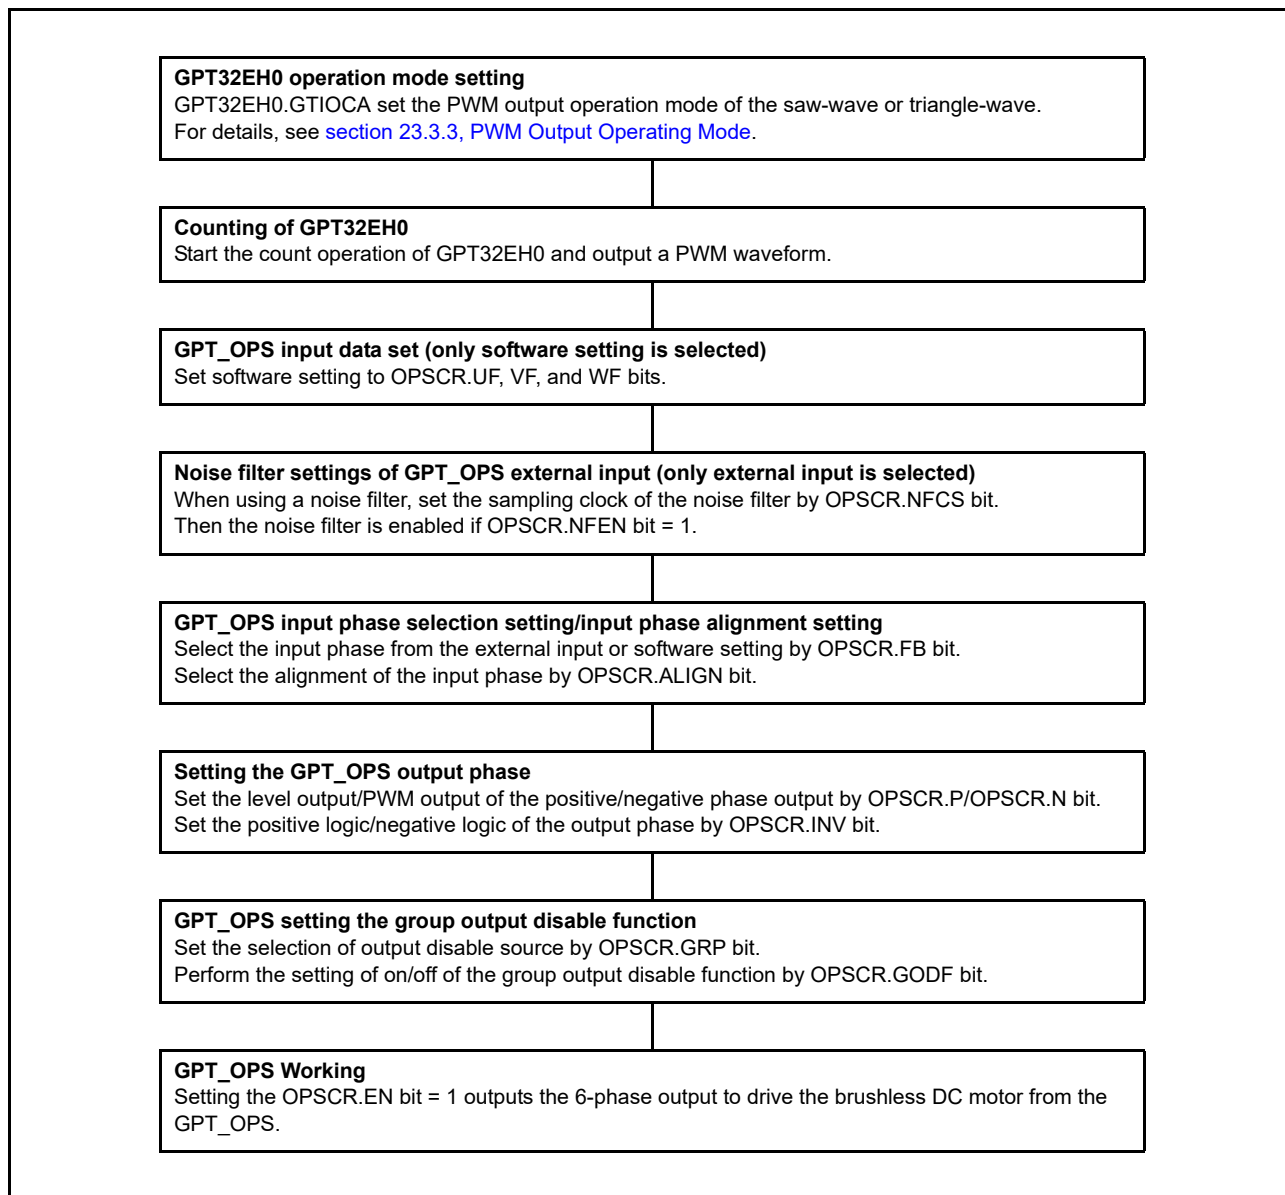 GPT32EH0 operation mode setting
GPT32EH0.GTIOCA set the PWM output operation mode of the saw-wave or triangle-wave.
For details, see section 23.3.3, PWM Output Operating Mode.
Counting of GPT32EH0
Start the count operation of GPT32EH0 and output a PWM waveform.
GPT_OPS input data set (only software setting is selected)
Set software setting to OPSCR.UF, VF, and WF bits.
Noise filter settings of GPT_OPS external input (only external input is selected)
When using a noise filter, set the sampling clock of the noise filter by OPSCR.NFCS bit.
Then the noise filter is enabled if OPSCR.NFEN bit = 1.
GPT_OPS input phase selection setting/input phase alignment setting
Select the input phase from the external input or software setting by OPSCR.FB bit.
Select the alignment of the input phase by OPSCR.ALIGN bit.
Setting the GPT_OPS output phase
Set the level output/PWM output of the positive/negative phase output by OPSCR.P/OPSCR.N bit.
Set the positive logic/negative logic of the output phase by OPSCR.INV bit.
GPT_OPS setting the group output disable function
Set the selection of output disable source by OPSCR.GRP bit.
Perform the setting of on/off of the group output disable function by OPSCR.GODF bit.
GPT_OPS Working
Setting the OPSCR.EN bit = 1 outputs the 6-phase output to drive the brushless DC motor from the
GPT_OPS.